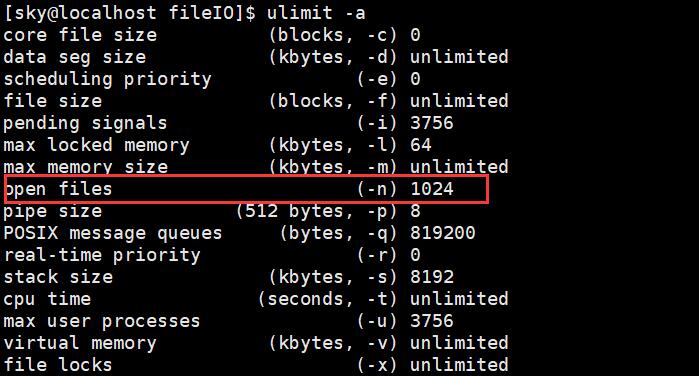 [sky@localhost fileIO]$ ulimit -a
core file size          (blocks, -c) 0
data seg size           (kbytes, -d) unlimited
scheduling priority             (-e) 0
file size               (blocks, -f) unlimited
pending signals                 (-i) 3756
max locked memory       (kbytes, -l) 64
max memory size         (kbytes, -m) unlimited
open files                      (-n) 1024
pipe size            (512 bytes, -p) 8
POSIX message queues     (bytes, -q) 819200
real-time priority              (-r) 0
stack size              (kbytes, -s) 8192
cpu time               (seconds, -t) unlimited
max user processes              (-u) 3756
virtual memory          (kbytes, -v) unlimited
file locks                      (-x) unlimited